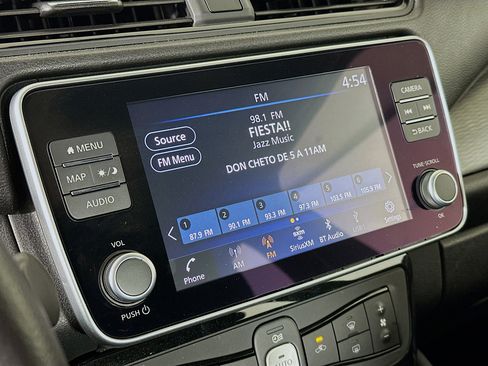 4:54
FM
98.1 FM
FIESTA!!
Jazz Music
DON CHETO DE 5 A 11AM
Source
FM Menu
MENU
MAP
AUDIO
VOL
PUSH
CAMERA
BACK
TUNE·SCROLL
OK
1 2 3 4 5 6
87.9 FM 90.1 FM 93.3 FM 97.3 FM 103.5 FM 105.9 FM
Phone AM FM SiriusXM BT Audio USB1 Settings
AUTO